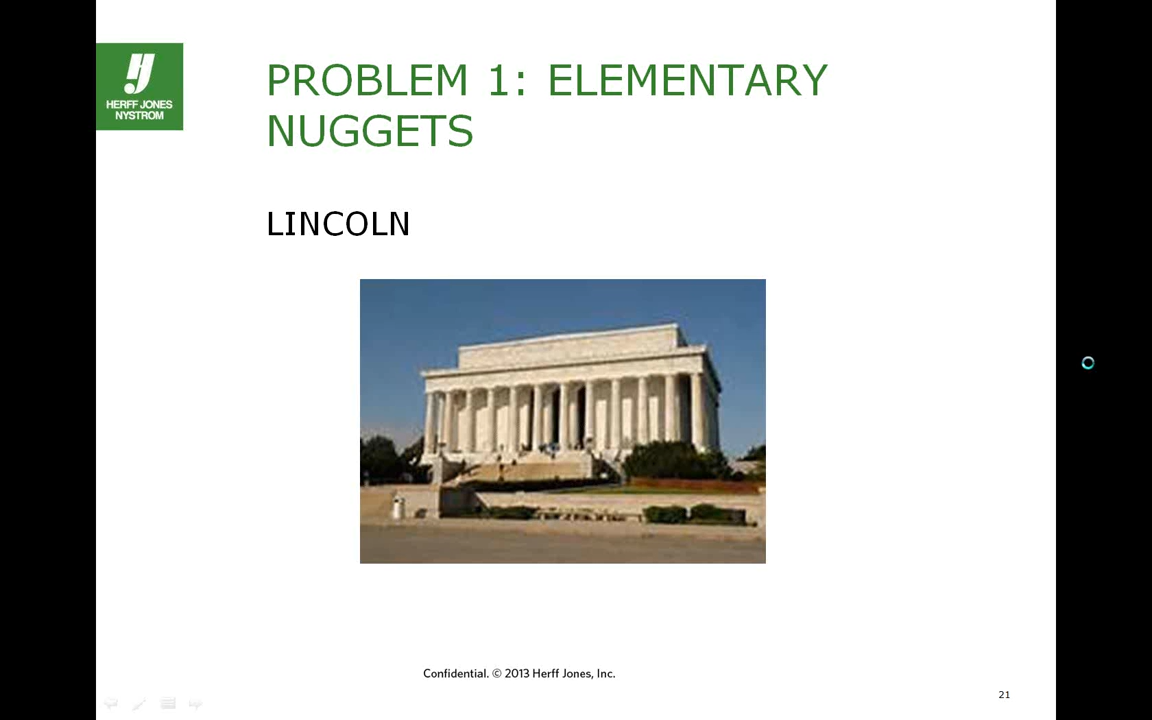 HERFF JONES
NYSTROM
PROBLEM 1: ELEMENTARY
NUGGETS
LINCOLN
Confidential. © 2013 Herff Jones, Inc.
21